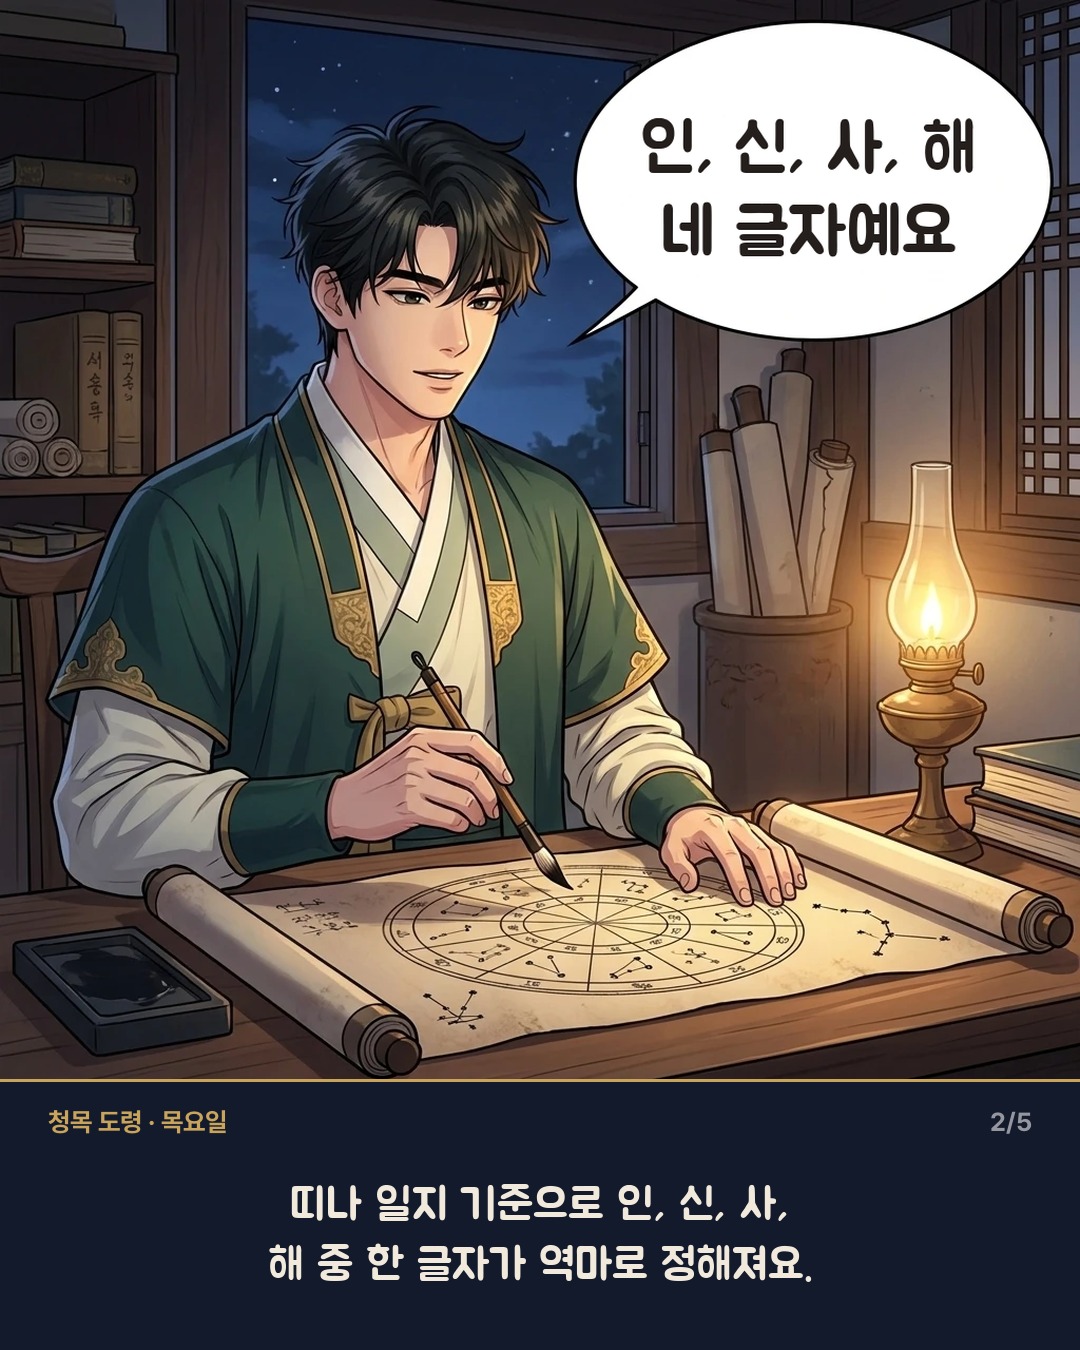 인, 신, 사, 해
네 글자예요
청목 도령 · 목요일
2/5
띠나 일지 기준으로 인, 신, 사,
해 중 한 글자가 역마로 정해져요.